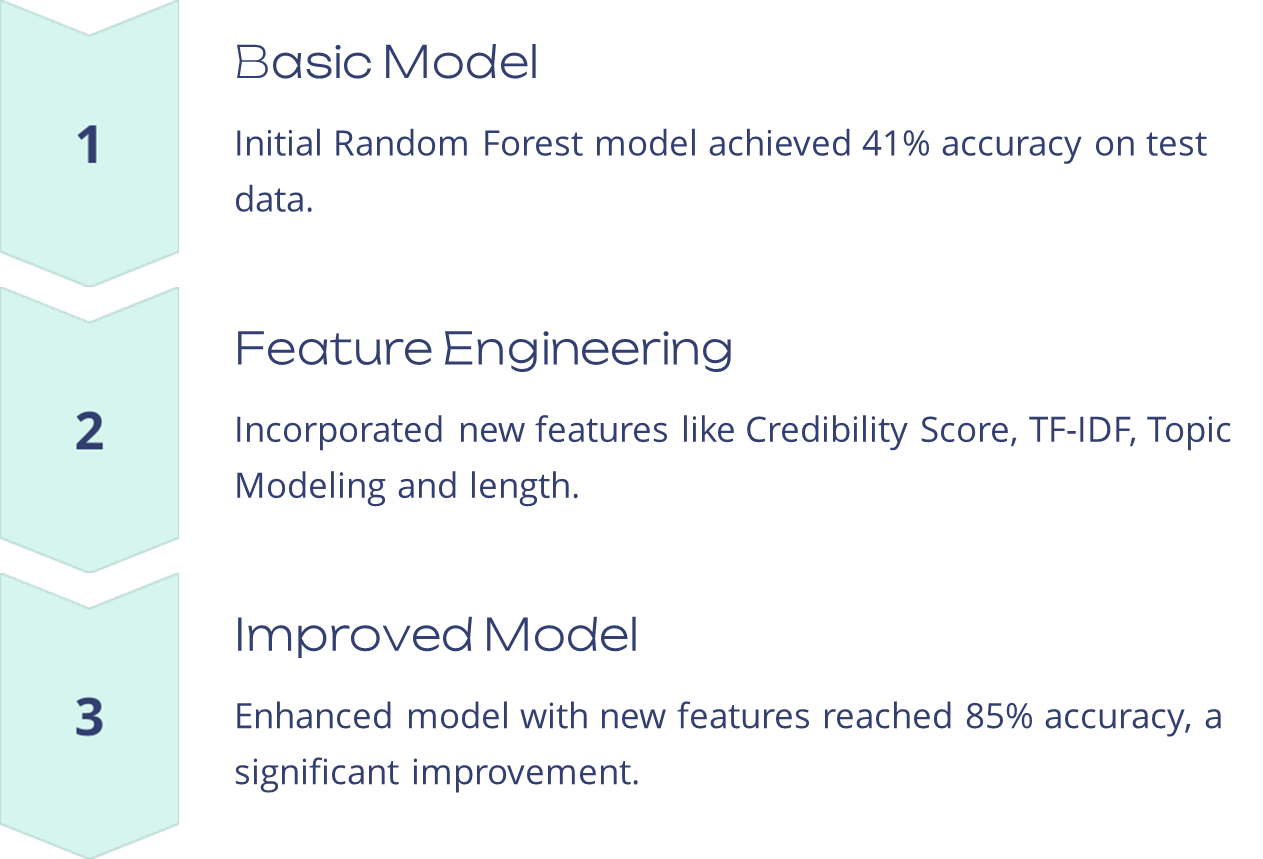 1
Basic Model
Initial Random Forest model achieved 41% accuracy on test
data.
2
Feature Engineering
Incorporated new features like Credibility Score, TF-IDF, Topic
Modeling and length.
3
Improved Model
Enhanced model with new features reached 85% accuracy, a
significant improvement.